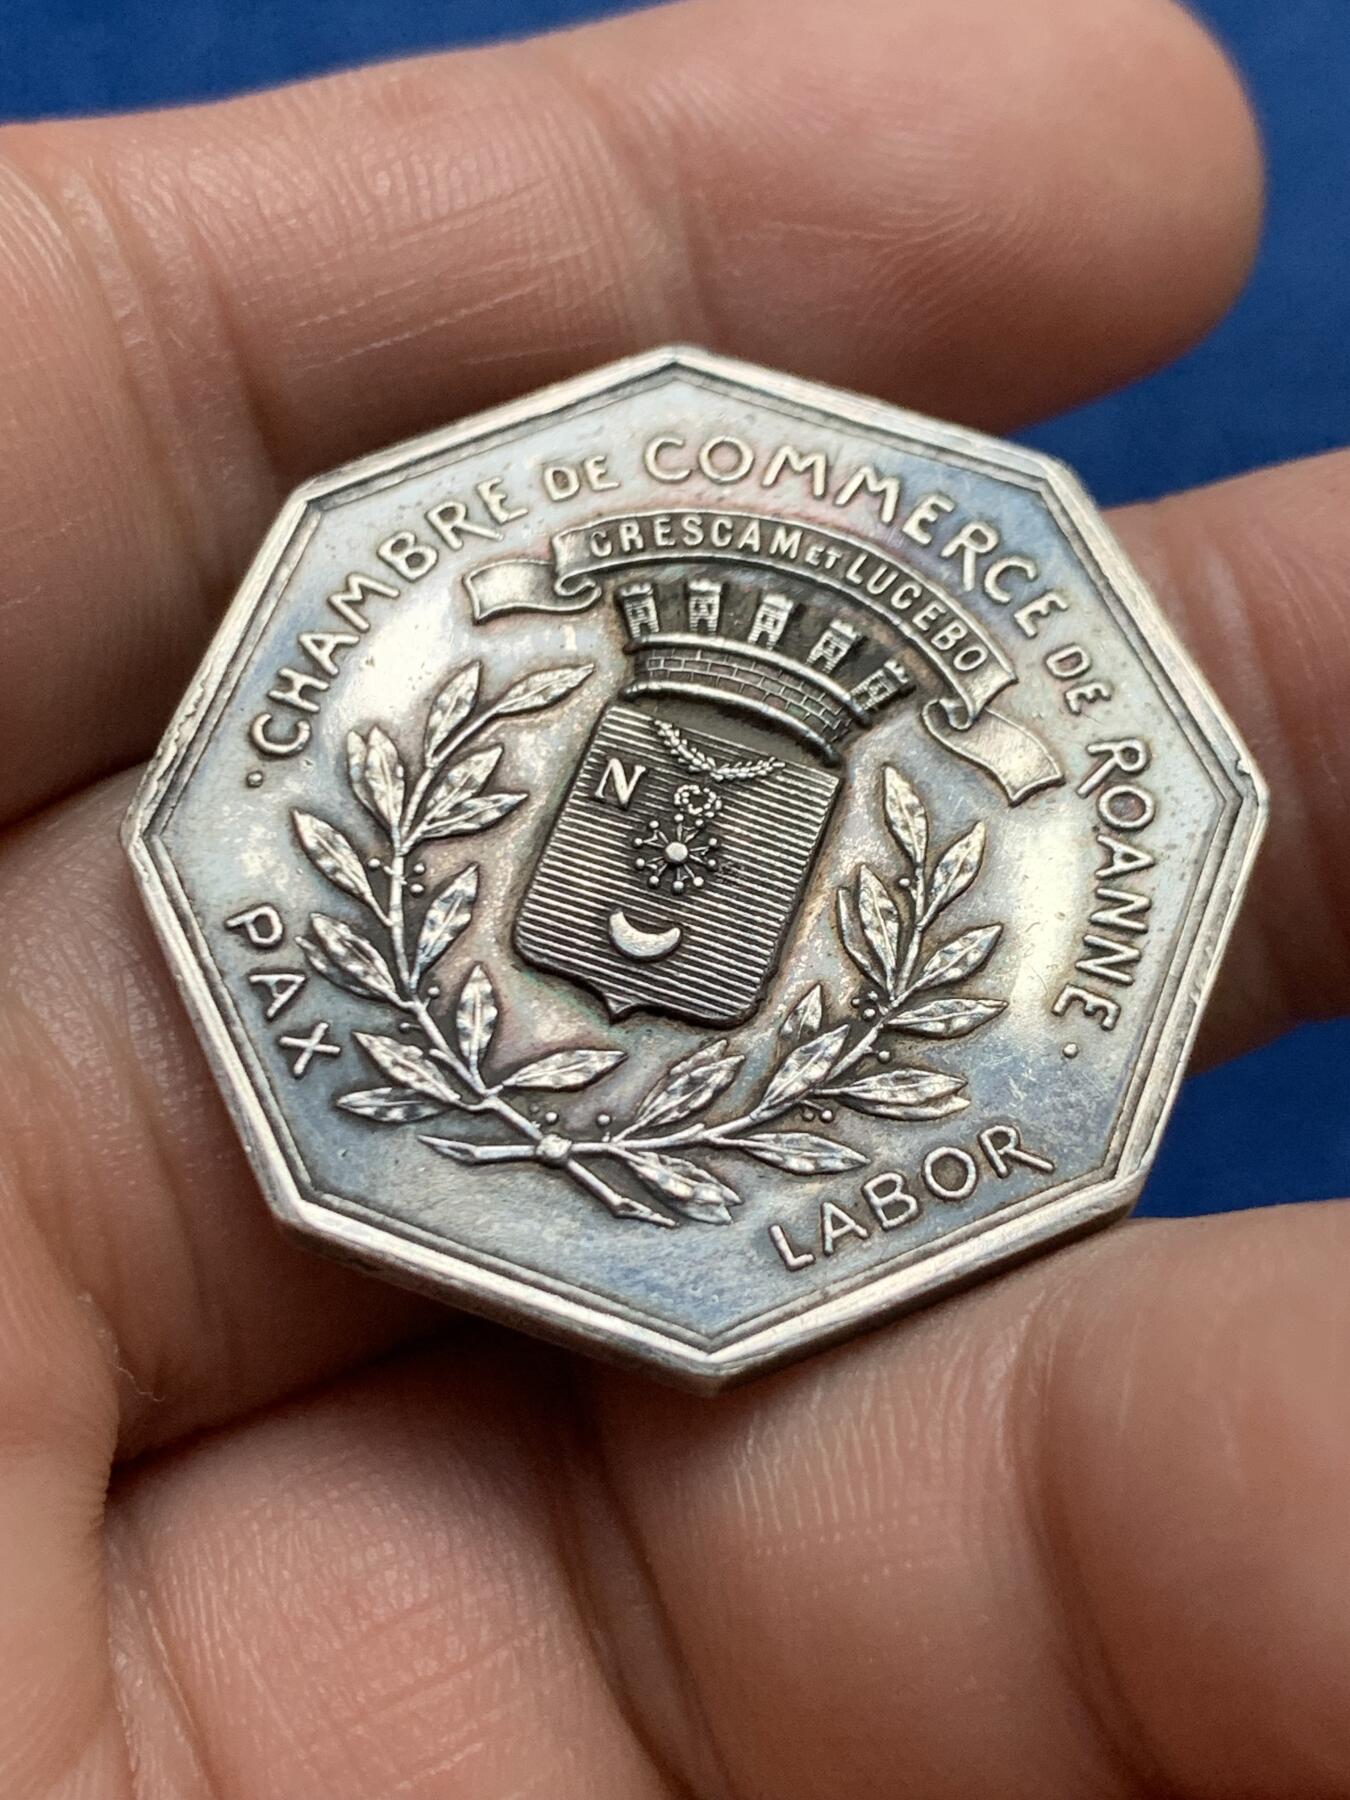 · CHAMBRE DE COMMERCE DE ROANNE ·
CRESCAM ET LUCEBO
N
PAX
LABOR